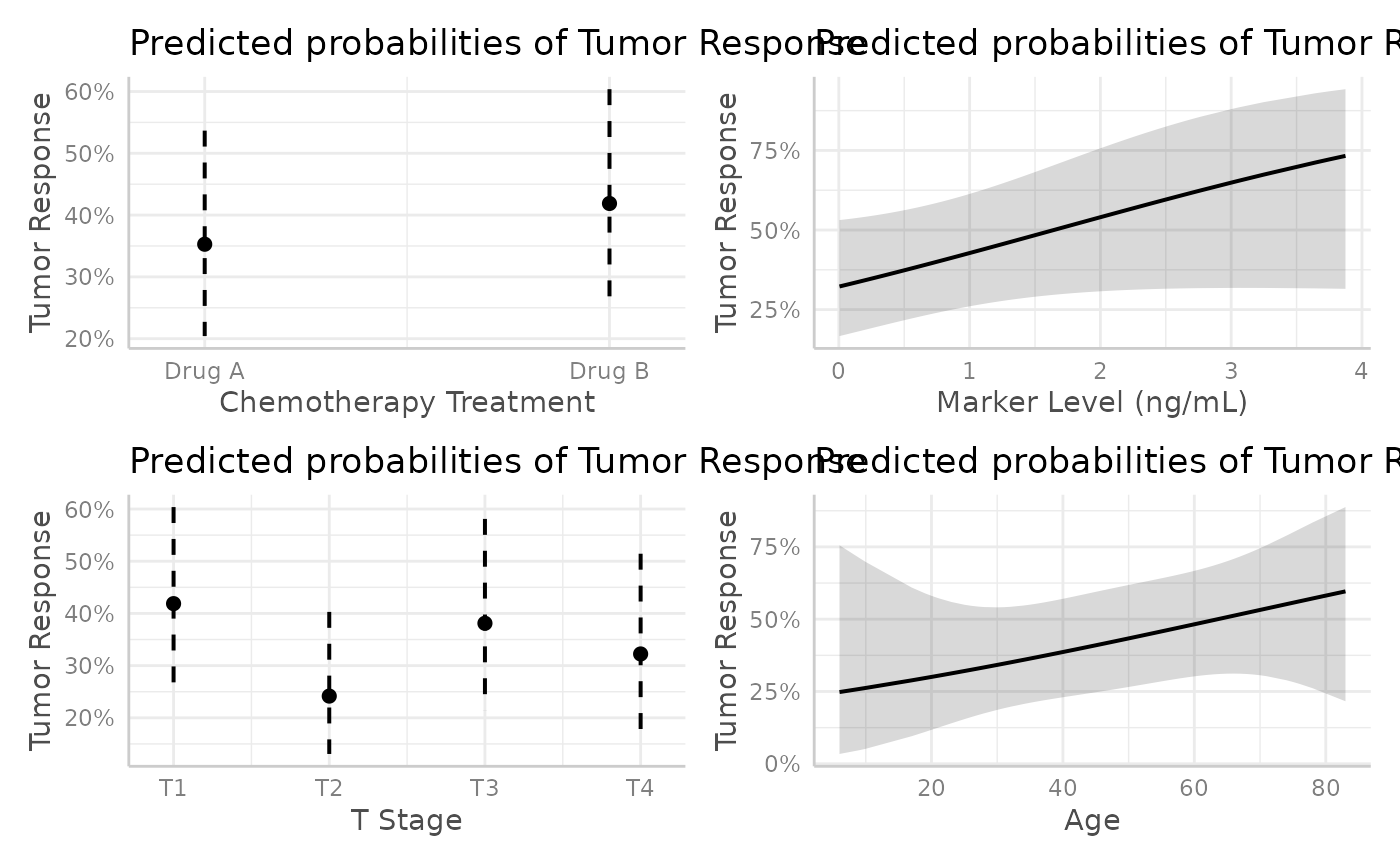 Predicted probabilities of Tumor Response
Tumor Response
60%
50%
40%
30%
20%
Drug A
Drug B
Chemotherapy Treatment
Predicted probabilities of Tumor R
Tumor Response
75%
50%
25%
0
1
2
3
4
Marker Level (ng/mL)
Predicted probabilities of Tumor Response
Tumor Response
60%
50%
40%
30%
20%
T1
T2
T3
T4
T Stage
Predicted probabilities of Tumor R
Tumor Response
75%
50%
25%
0%
20
40
60
80
Age